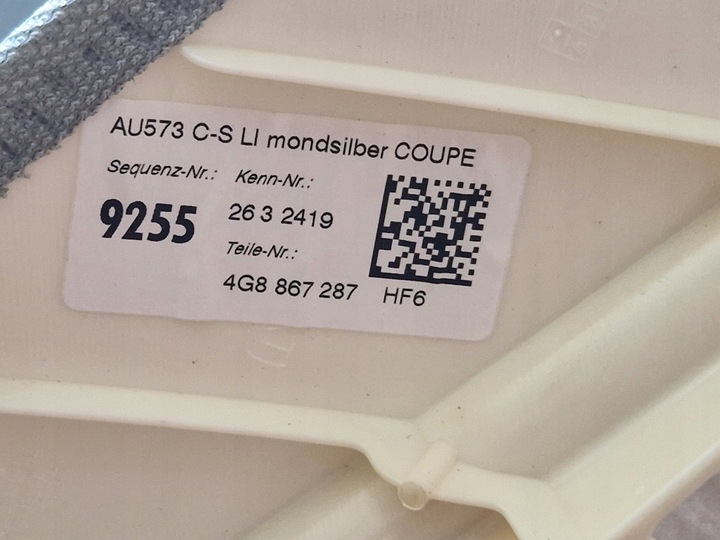 AU573 C-S LI mondsilber COUPE
Sequenz-Nr.: Kenn-Nr.:
9255 26 3 2419
Teile-Nr.:
4G8 867 287 HF6